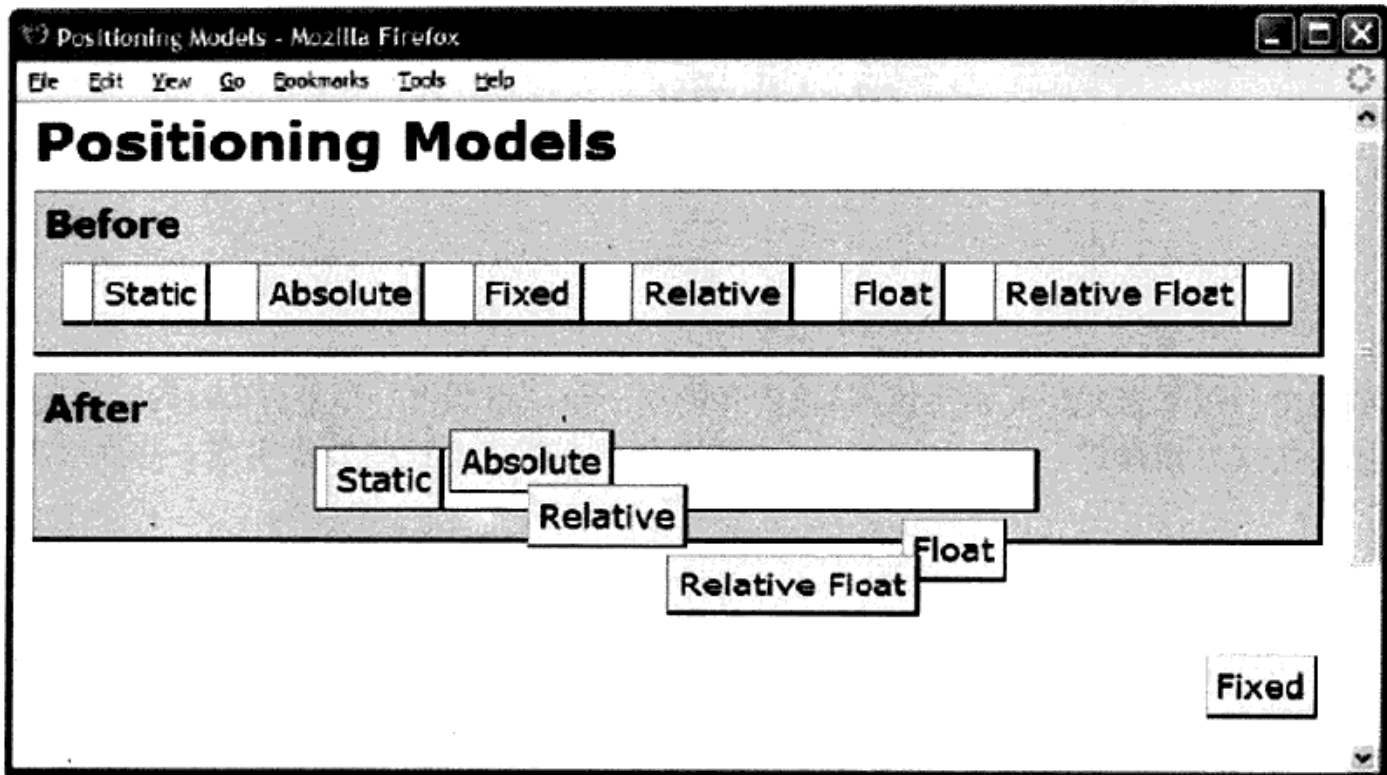 Positioning Models - Mozilla Firefox
File Edit View Go Bookmarks Tools Help
Positioning Models
Before
Static Absolute Fixed Relative Float Relative Float
After
Static Absolute
Relative
Float
Relative Float
Fixed